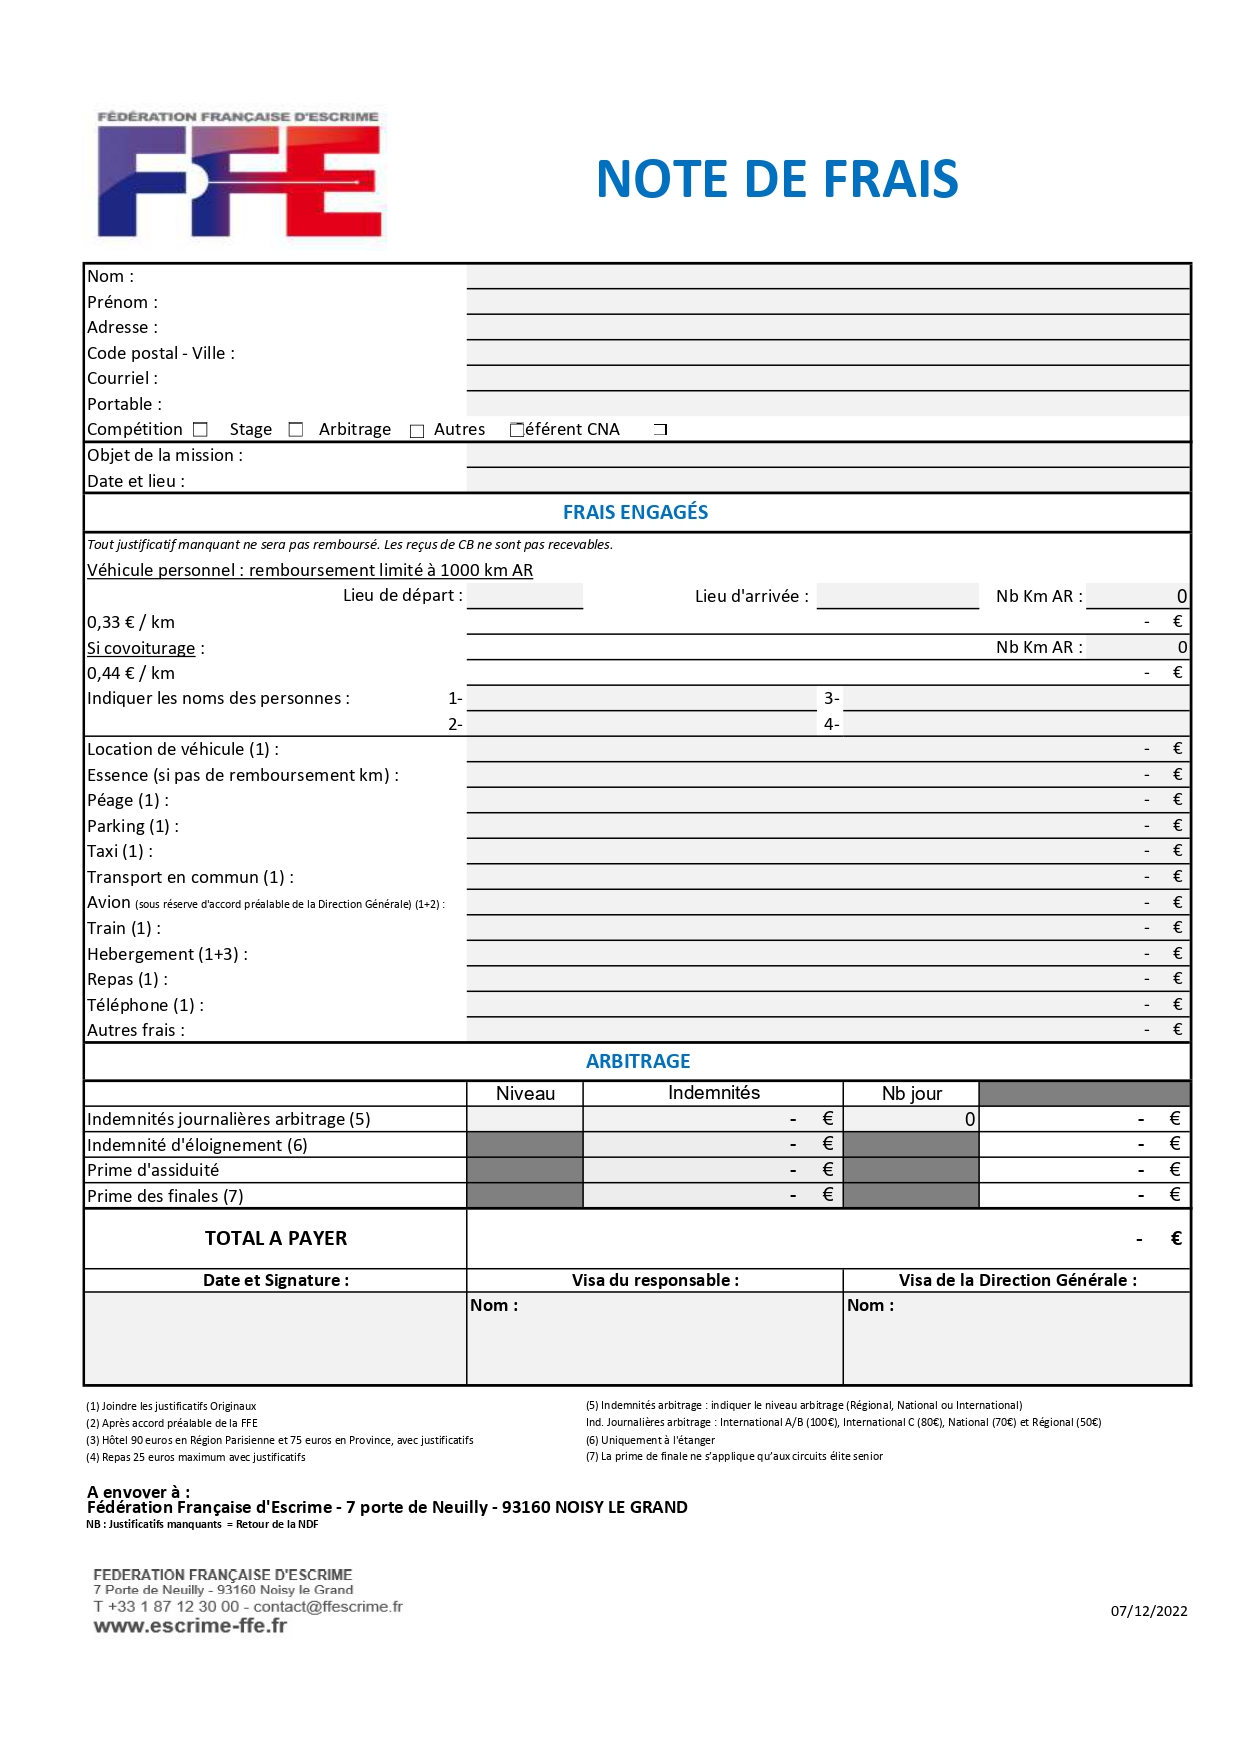 FÉDÉRATION FRANÇAISE D'ESCRIME
FFE
NOTE DE FRAIS
Nom :
Prénom :
Adresse :
Code postal - Ville :
Courriel :
Portable :
Compétition Stage Arbitrage Autres éférent CNA
Objet de la mission :
Date et lieu :
FRAIS ENGAGÉS
Tout justificatif manquant ne sera pas remboursé. Les reçus de CB ne sont pas recevables.
Véhicule personnel : remboursement limité à 1000 km AR
Lieu de départ : Lieu d'arrivée : Nb Km AR : 0
0,33 € / km - €
Si covoiturage : Nb Km AR : 0
0,44 € / km - €
Indiquer les noms des personnes : 1- 3-
2- 4-
Location de véhicule (1) : - €
Essence (si pas de remboursement km) : - €
Péage (1) : - €
Parking (1) : - €
Taxi (1) : - €
Transport en commun (1) : - €
Avion (sous réserve d'accord préalable de la Direction Générale) (1+2) : - €
Train (1) : - €
Hebergement (1+3) : - €
Repas (1) : - €
Téléphone (1) : - €
Autres frais : - €
ARBITRAGE
Niveau Indemnités Nb jour
Indemnités journalières arbitrage (5) - € 0 - €
Indemnité d'éloignement (6) - € - €
Prime d'assiduité - € - €
Prime des finales (7) - € - €
TOTAL A PAYER - €
Date et Signature : Visa du responsable : Visa de la Direction Générale :
Nom : Nom :
(1) Joindre les justificatifs Originaux
(2) Après accord préalable de la FFE
(3) Hôtel 90 euros en Région Parisienne et 75 euros en Province, avec justificatifs
(4) Repas 25 euros maximum avec justificatifs
(5) Indemnités arbitrage : indiquer le niveau arbitrage (Régional, National ou International)
Ind. Journalières arbitrage : International A/B (100€), International C (80€), National (70€) et Régional (50€)
(6) Uniquement à l'étanger
(7) La prime de finale ne s'applique qu'aux circuits élite senior
A envoyer à :
Fédération Française d'Escrime - 7 porte de Neuilly - 93160 NOISY LE GRAND
NB : Justificatifs manquants = Retour de la NDF
FEDERATION FRANÇAISE D'ESCRIME
7 Porte de Neuilly - 93160 Noisy le Grand
T +33 1 87 12 30 00 - contact@ffescrime.fr
www.escrime-ffe.fr
07/12/2022